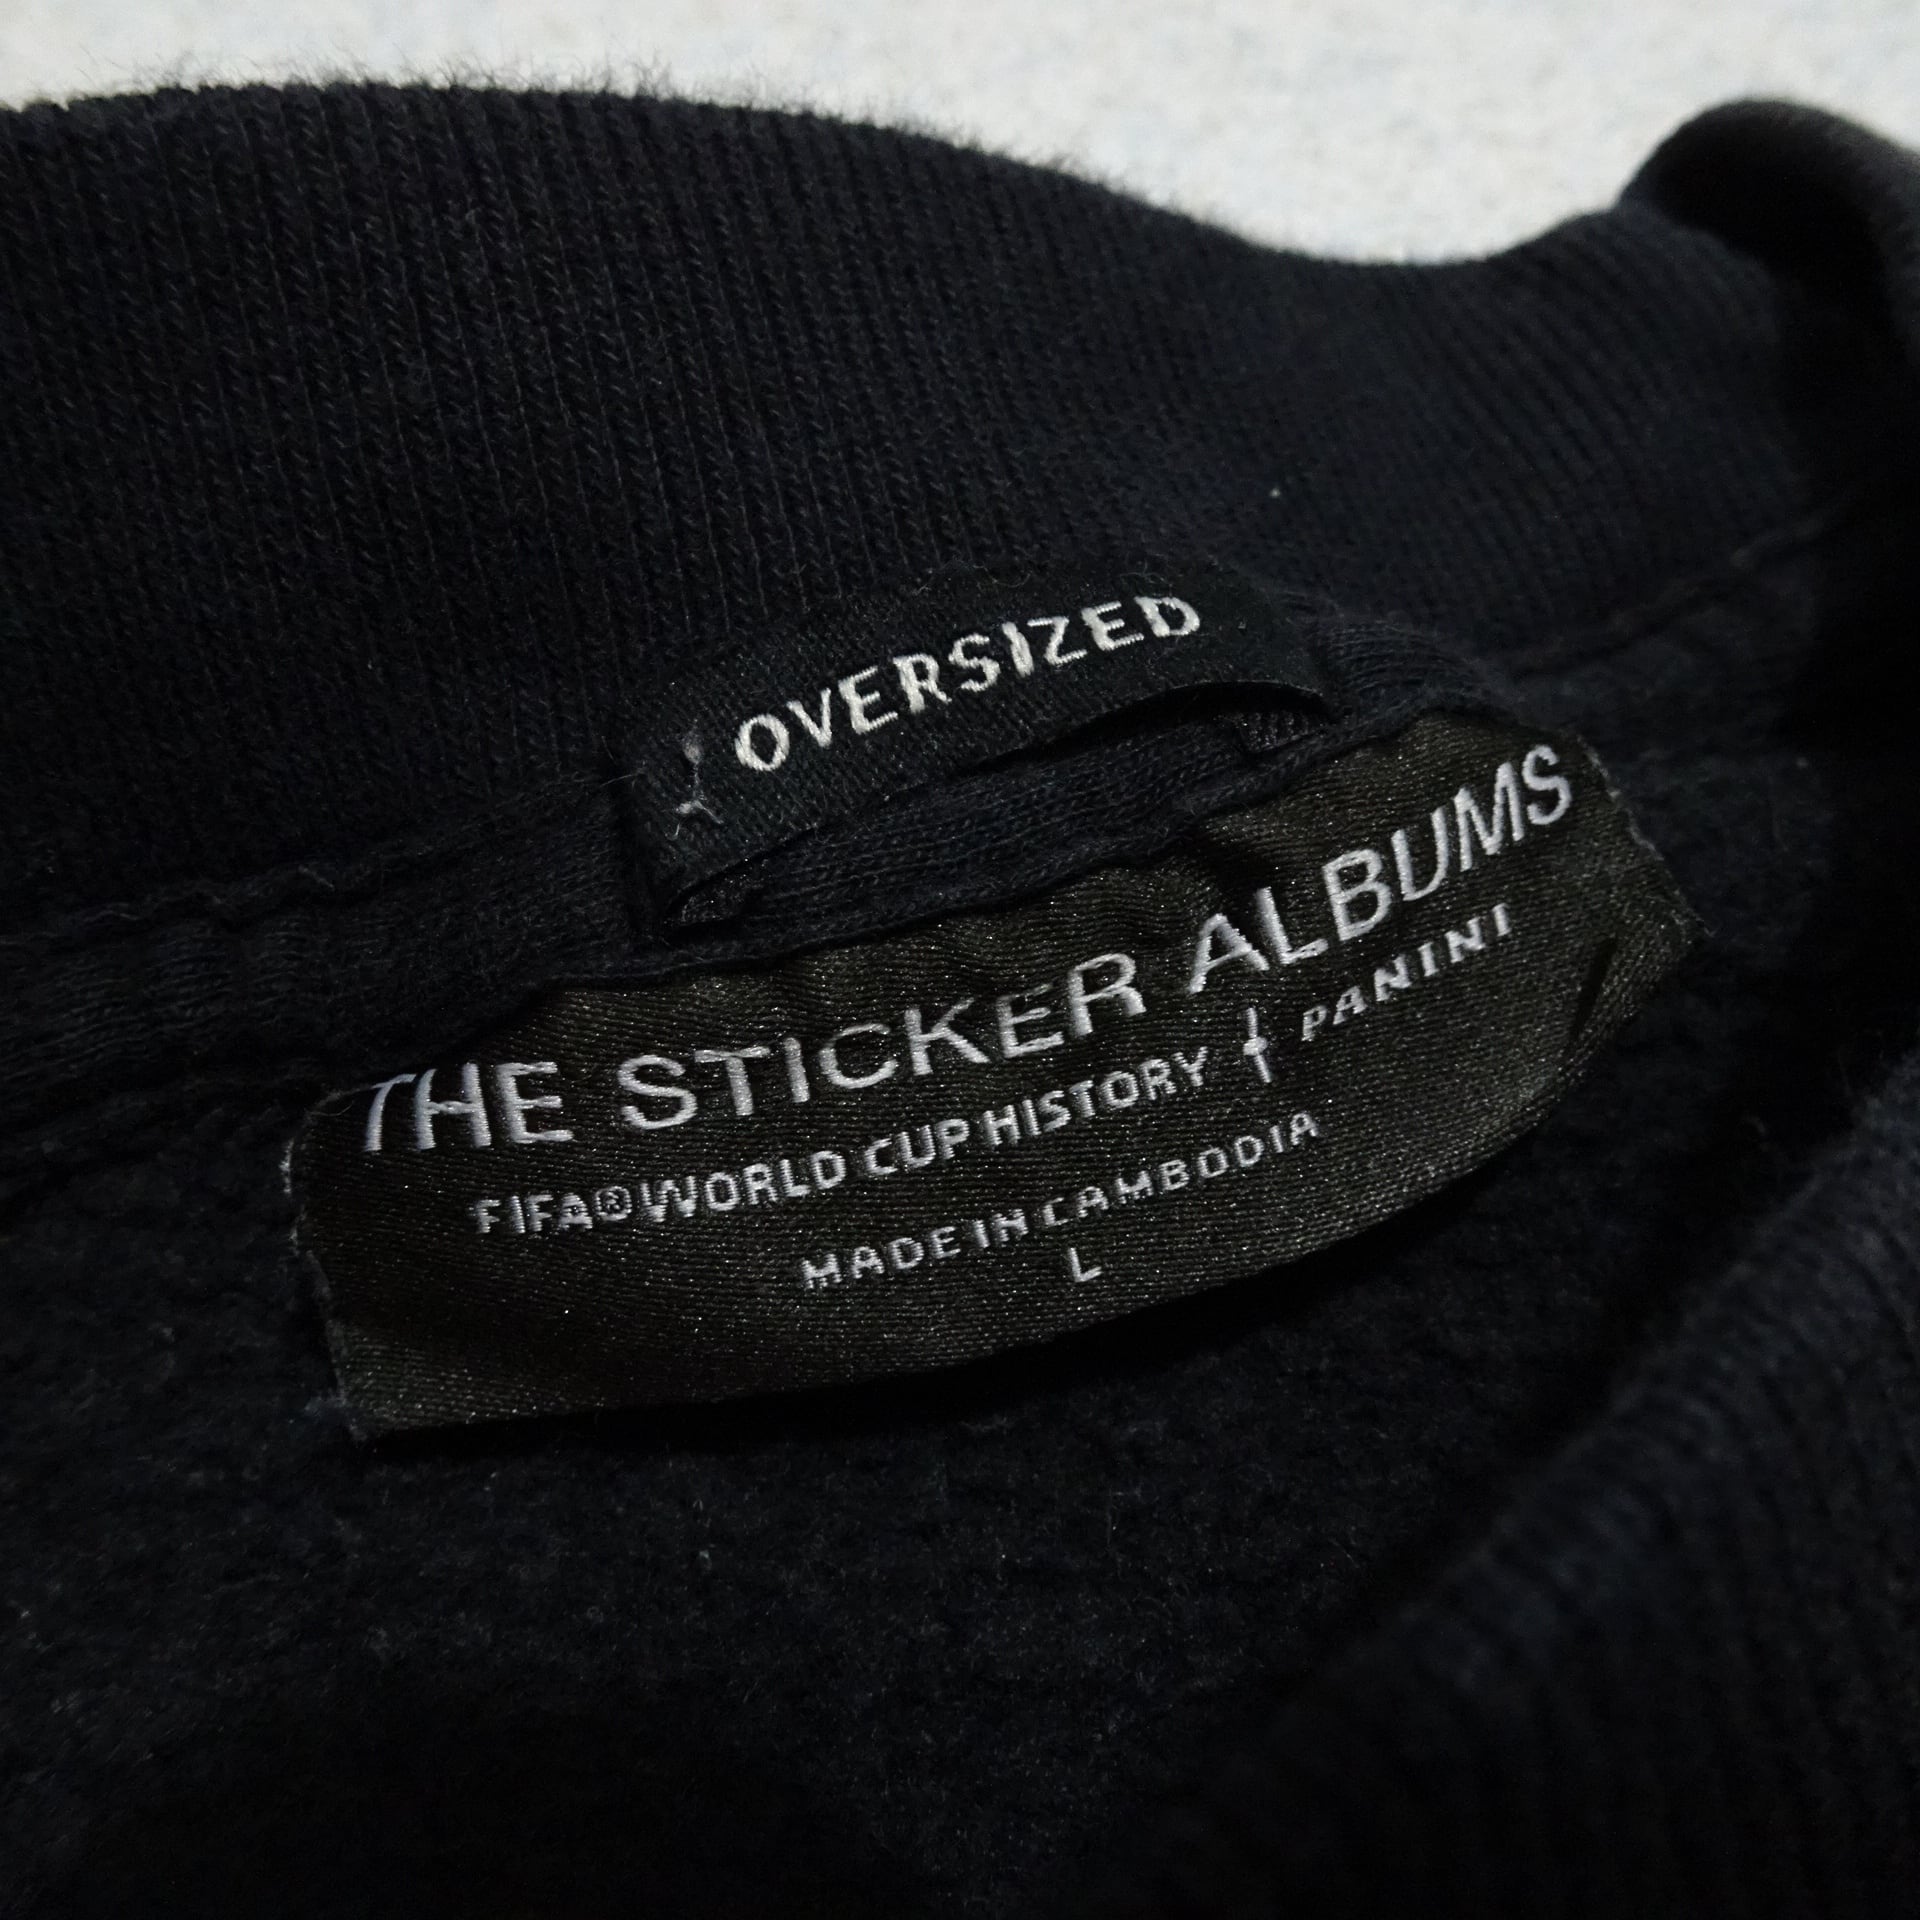 OVERSIZED
THE STICKER ALBUMS
FIFA® WORLD CUP HISTORY | PANINI
MADE IN CAMBODIA
L